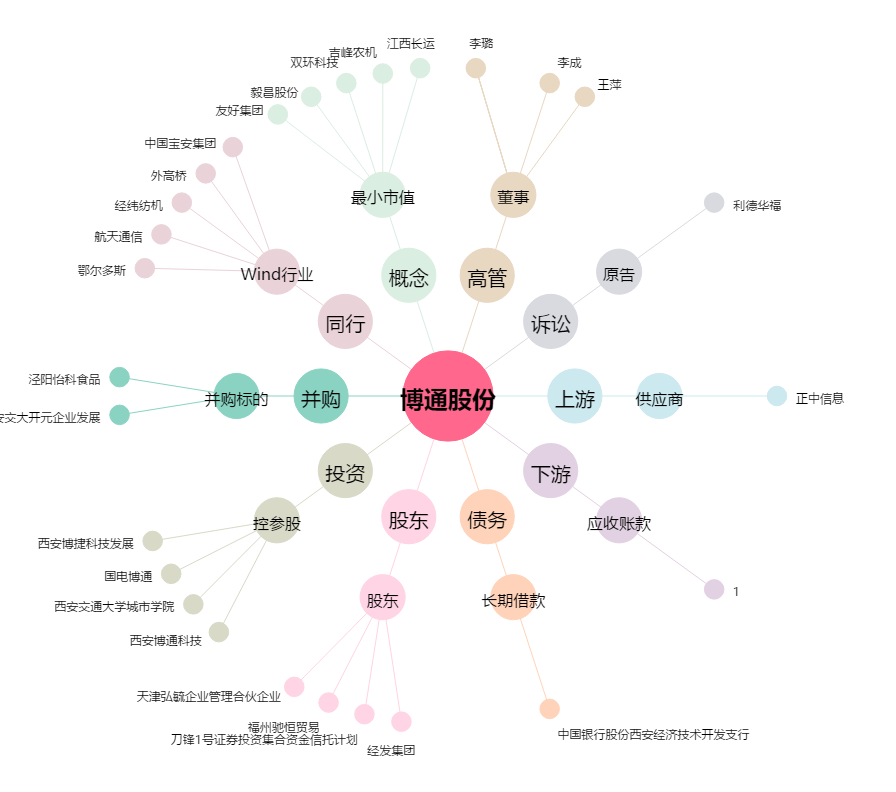 李璐
江西长运
吉峰农机
双环科技
李成
王萍
毅昌股份
友好集团
中国宝安集团
外高桥
最小市值
董事
经纬纺机
利德华福
航天通信
鄂尔多斯
Wind行业
概念
高管
原告
同行
诉讼
泾阳怡科食品
并购标的
并购
博通股份
上游
供应商
正中信息
安交大开元企业发展
投资
下游
控参股
股东
债务
应收账款
西安博捷科技发展
国电博通
1
西安交通大学城市学院
股东
长期借款
西安博通科技
天津弘毓企业管理合伙企业
福州驰恒贸易
刀锋1号证券投资集合资金信托计划
中国银行股份西安经济技术开发支行
经发集团